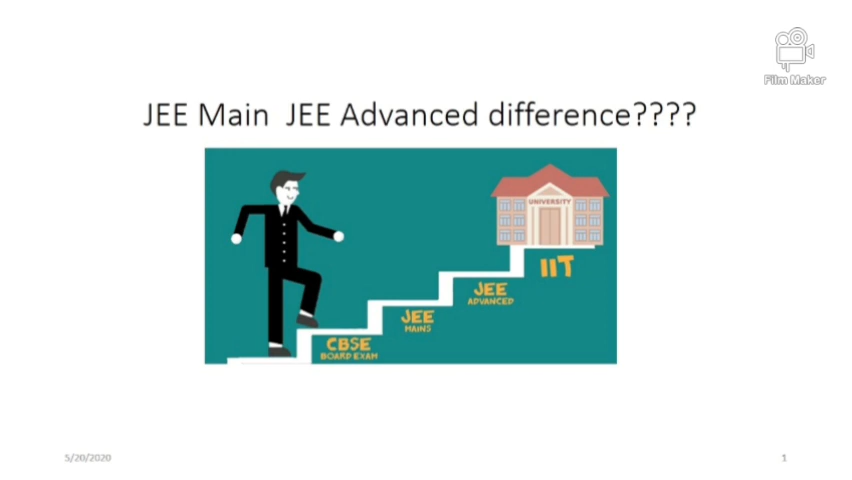 Film Maker
JEE Main  JEE Advanced difference????
UNIVERSITY
IIT
JEE
ADVANCED
JEE
MAINS
CBSE
BOARD EXAM
5/20/2020
1